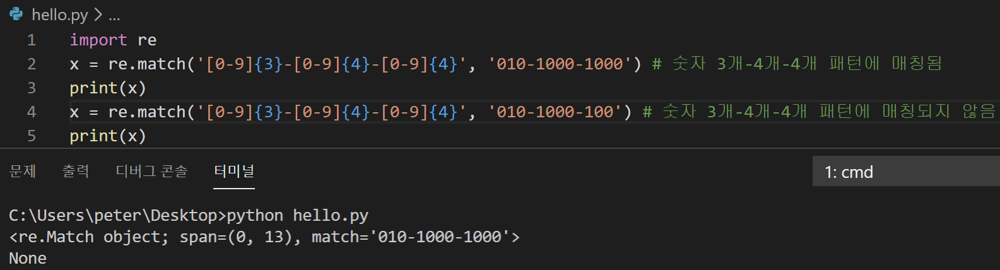 hello.py > ...
1 import re
2 x = re.match('[0-9]{3}-[0-9]{4}-[0-9]{4}', '010-1000-1000') # 숫자 3개-4개-4개 패턴에 매칭됨
3 print(x)
4 x = re.match('[0-9]{3}-[0-9]{4}-[0-9]{4}', '010-1000-100') # 숫자 3개-4개-4개 패턴에 매칭되지 않음
5 print(x)
문제 출력 디버그 콘솔 터미널 1: cmd
C:\Users\peter\Desktop>python hello.py
<re.Match object; span=(0, 13), match='010-1000-1000'>
None